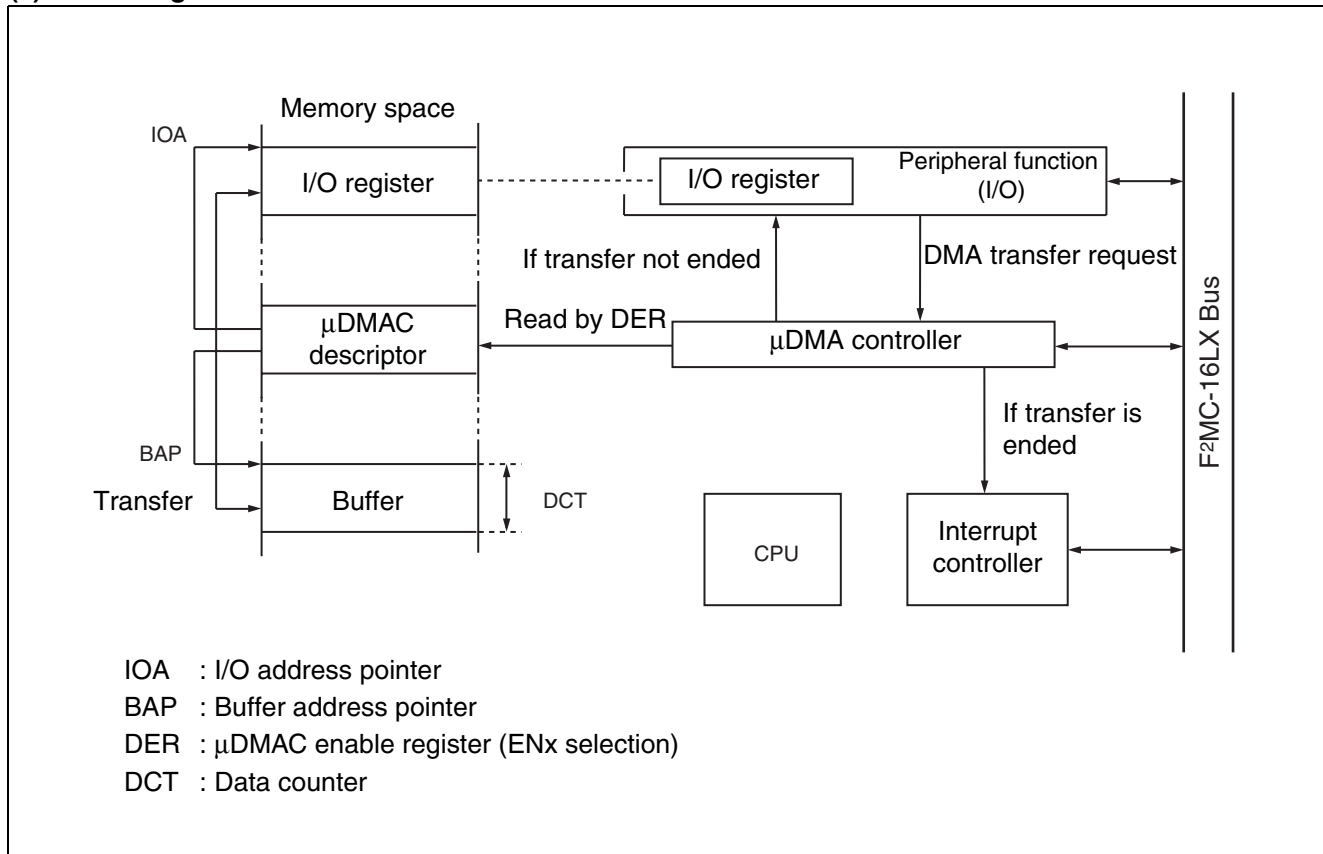 Memory space
IOA
I/O register
I/O register
Peripheral function
(I/O)
If transfer not ended
DMA transfer request
µDMAC
descriptor
Read by DER
µDMA controller
If transfer is
ended
F²MC-16LX Bus
BAP
Transfer
Buffer
DCT
CPU
Interrupt
controller
IOA : I/O address pointer
BAP : Buffer address pointer
DER : µDMAC enable register (ENx selection)
DCT : Data counter